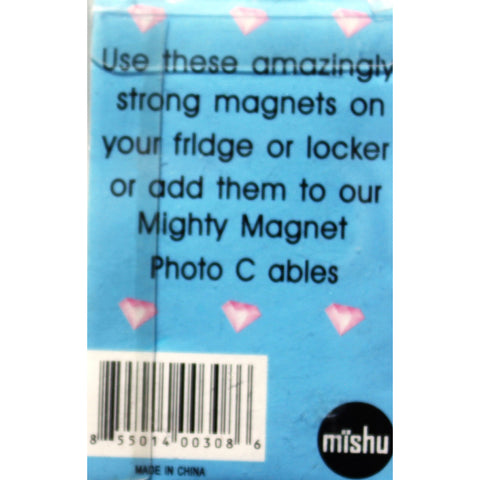 Use these amazingly
strong magnets on
your fridge or locker
or add them to our
Mighty Magnet
Photo C ables
8 55014 00308 6
mïshu
MADE IN CHINA